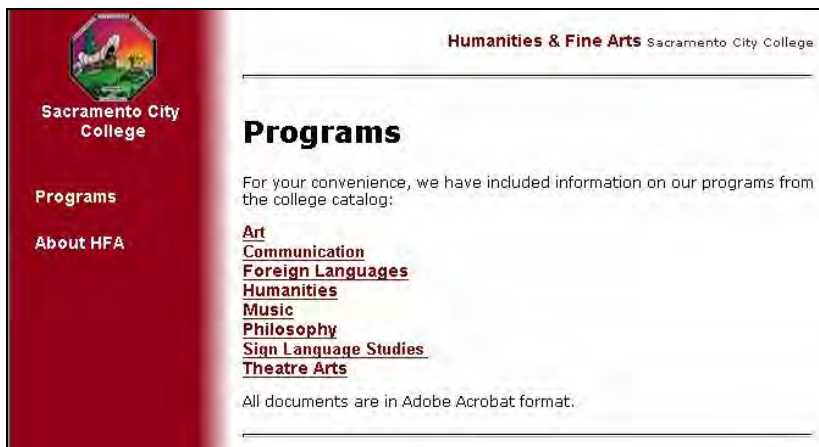 Sacramento City
College
Programs
About HFA
Humanities & Fine Arts Sacramento City College
Programs
For your convenience, we have included information on our programs from
the college catalog:
Art
Communication
Foreign Languages
Humanities
Music
Philosophy
Sign Language Studies
Theatre Arts
All documents are in Adobe Acrobat format.